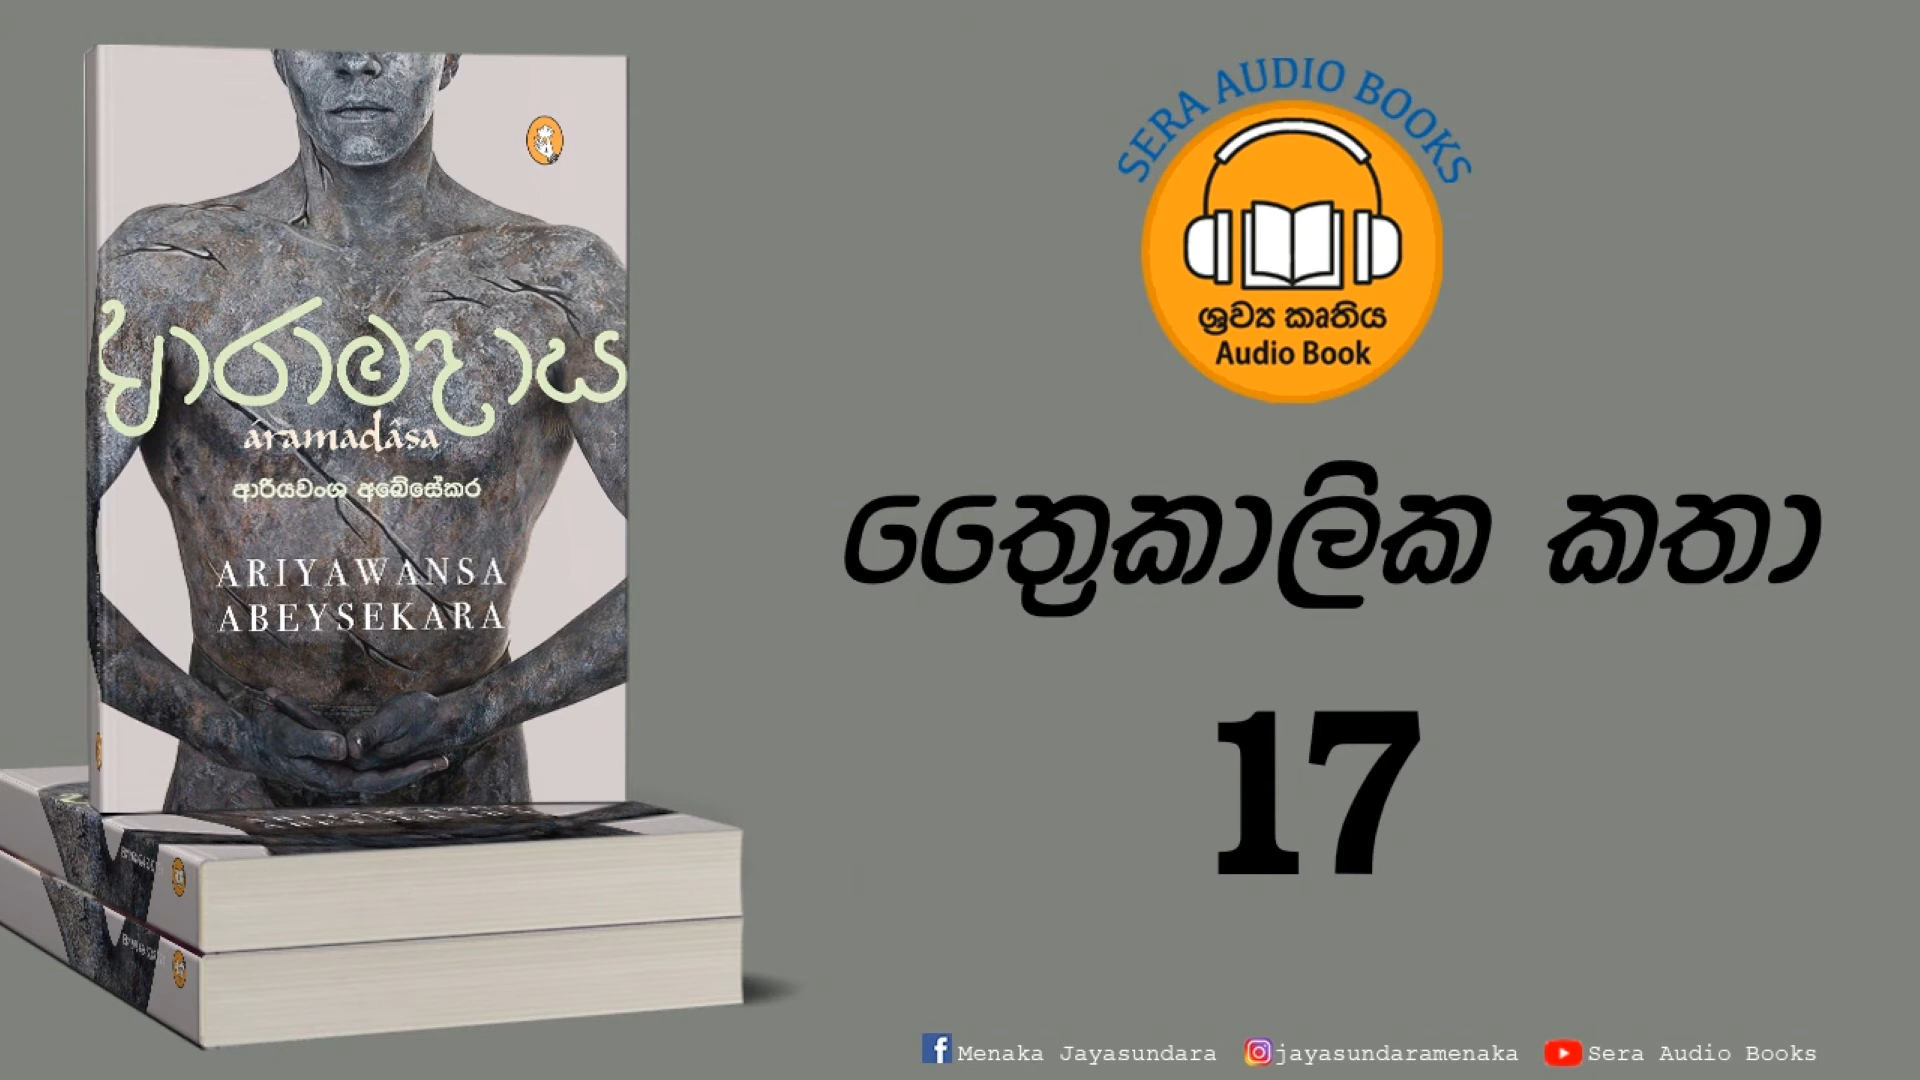 ආරාමදාස
áramadâsa
ආරියවංශ අබේසේකර
ARIYAWANSA
ABEYSEKARA
SERA AUDIO BOOKS
ශ්‍රව්‍ය කෘතිය
Audio Book
ත්‍රෛකාලික කතා
17
Menaka Jayasundara jayasundaramenaka Sera Audio Books